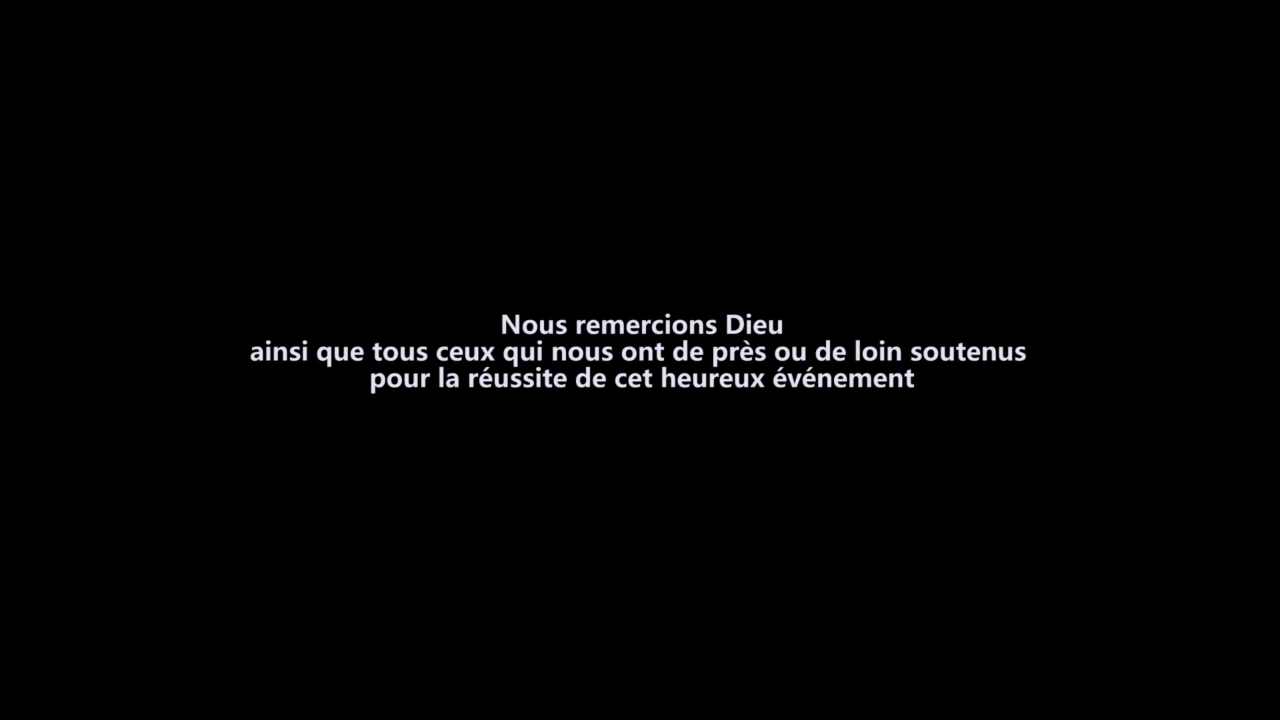 Nous remercions Dieu
ainsi que tous ceux qui nous ont de près ou de loin soutenus
pour la réussite de cet heureux événement